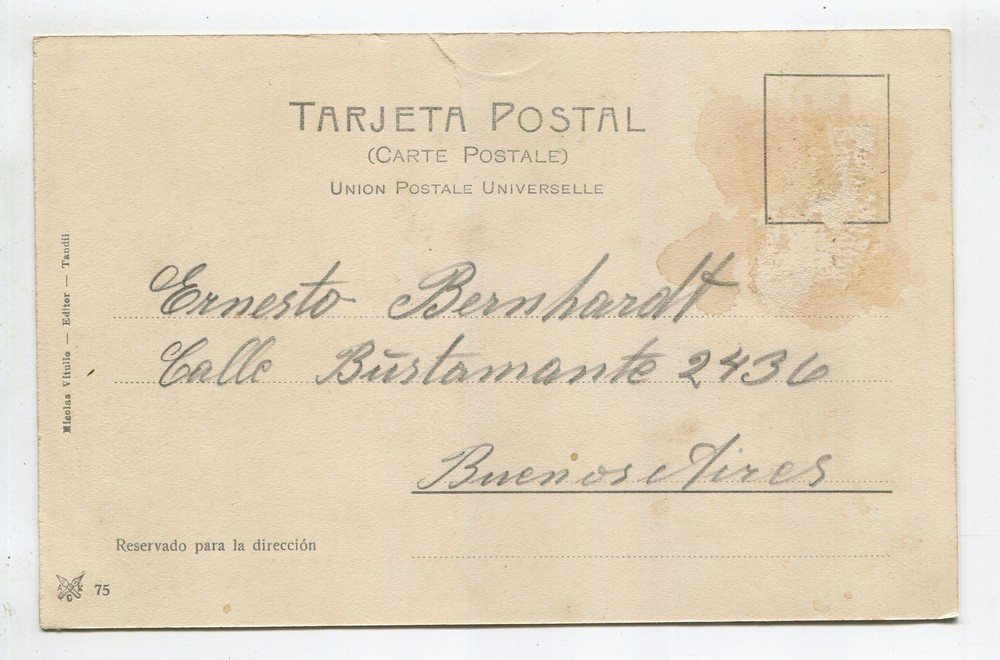 TARJETA POSTAL
(CARTE POSTALE)
UNION POSTALE UNIVERSELLE
Nicolas Vitullo — Editor — Tandil
Ernesto Bernhardt
Calle Bustamante 2436
Buenos Aires
Reservado para la dirección
75